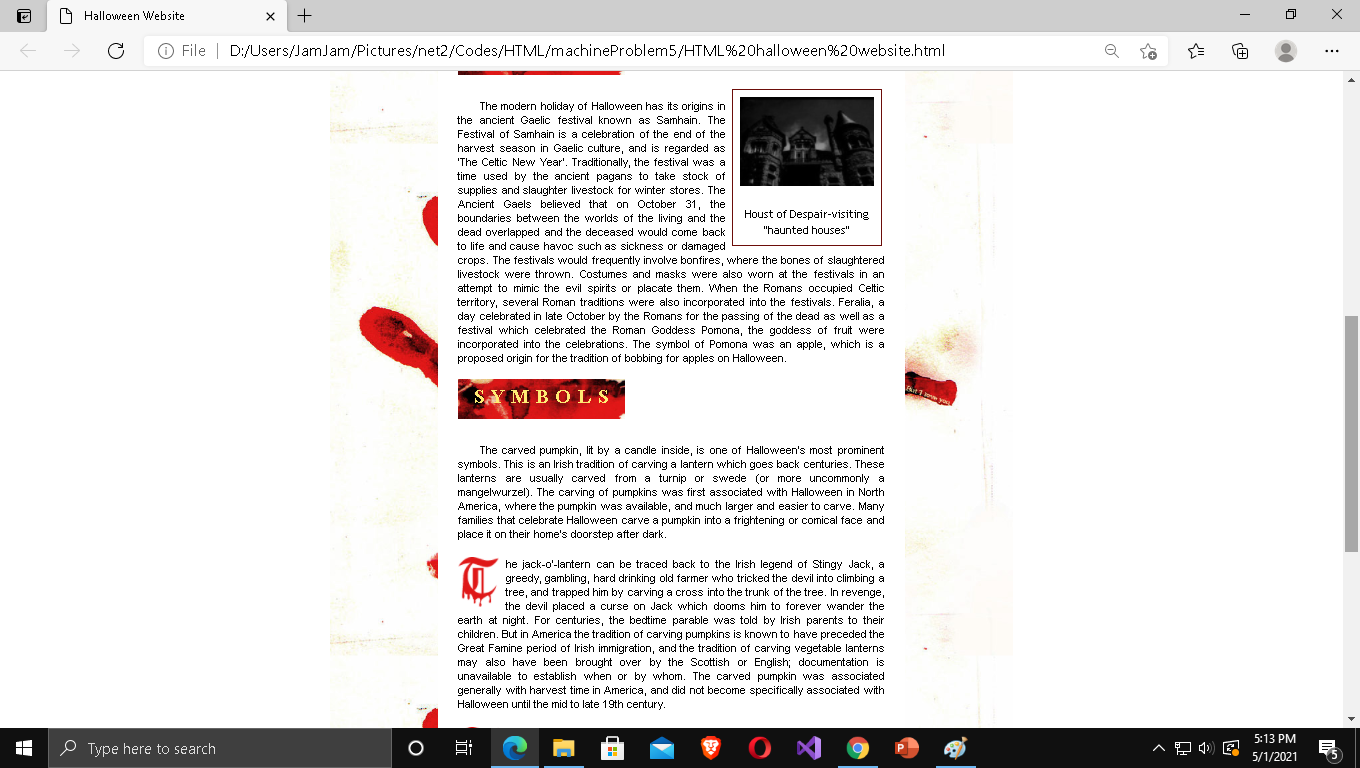 Halloween Website
File
D:/Users/JamJam/Pictures/net2/Codes/HTML/machineProblem5/HTML%20halloween%20website.html
The modern holiday of Halloween has its origins in
the ancient Gaelic festival known as Samhain. The
Festival of Samhain is a celebration of the end of the
harvest season in Gaelic culture, and is regarded as
'The Celtic New Year'. Traditionally, the festival was a
time used by the ancient pagans to take stock of
supplies and slaughter livestock for winter stores. The
Ancient Gaels believed that on October 31, the
boundaries between the worlds of the living and the
dead overlapped and the deceased would come back
to life and cause havoc such as sickness or damaged
crops. The festivals would frequently involve bonfires, where the bones of slaughtered
livestock were thrown. Costumes and masks were also worn at the festivals in an
attempt to mimic the evil spirits or placate them. When the Romans occupied Celtic
territory, several Roman traditions were also incorporated into the festivals. Feralia, a
day celebrated in late October by the Romans for the passing of the dead as well as a
festival which celebrated the Roman Goddess Pomona, the goddess of fruit were
incorporated into the celebrations. The symbol of Pomona was an apple, which is a
proposed origin for the tradition of bobbing for apples on Halloween.
Houst of Despair-visiting
"haunted houses"
SYMBOLS
The carved pumpkin, lit by a candle inside, is one of Halloween's most prominent
symbols. This is an Irish tradition of carving a lantern which goes back centuries. These
lanterns are usually carved from a turnip or swede (or more uncommonly a
mangelwurzel). The carving of pumpkins was first associated with Halloween in North
America, where the pumpkin was available, and much larger and easier to carve. Many
families that celebrate Halloween carve a pumpkin into a frightening or comical face and
place it on their home's doorstep after dark.
The jack-o'-lantern can be traced back to the Irish legend of Stingy Jack, a
greedy, gambling, hard drinking old farmer who tricked the devil into climbing a
tree, and trapped him by carving a cross into the trunk of the tree. In revenge,
the devil placed a curse on Jack which dooms him to forever wander the
earth at night. For centuries, the bedtime parable was told by Irish parents to their
children. But in America the tradition of carving pumpkins is known to have preceded the
Great Famine period of Irish immigration, and the tradition of carving vegetable lanterns
may also have been brought over by the Scottish or English; documentation is
unavailable to establish when or by whom. The carved pumpkin was associated
generally with harvest time in America, and did not become specifically associated with
Halloween until the mid to late 19th century.
Type here to search
5:13 PM
5/1/2021
5